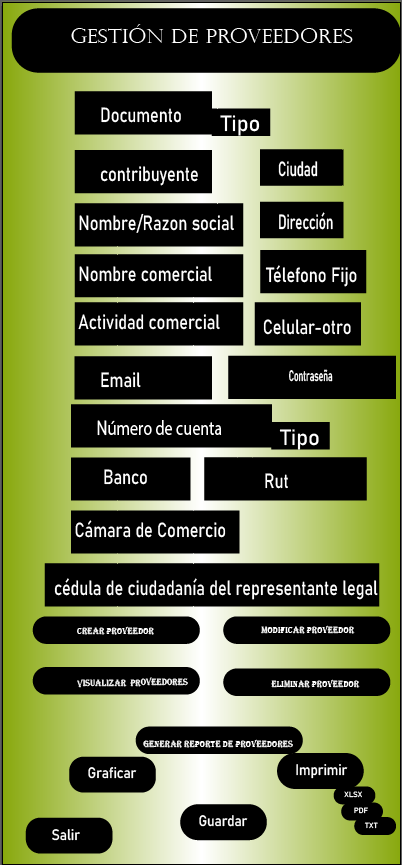 GESTIÓN DE PROVEEDORES
Documento
Tipo
contribuyente
Ciudad
Nombre/Razon social
Dirección
Nombre comercial
Télefono Fijo
Actividad comercial
Celular-otro
Email
Contraseña
Número de cuenta
Tipo
Banco
Rut
Cámara de Comercio
cédula de ciudadanía del representante legal
CREAR PROVEEDOR
MODIFICAR PROVEEDOR
VISUALIZAR PROVEEDORES
ELIMINAR PROVEEDOR
GENERAR REPORTE DE PROVEEDORES
Graficar
Imprimir
XLSX
PDF
TXT
Guardar
Salir